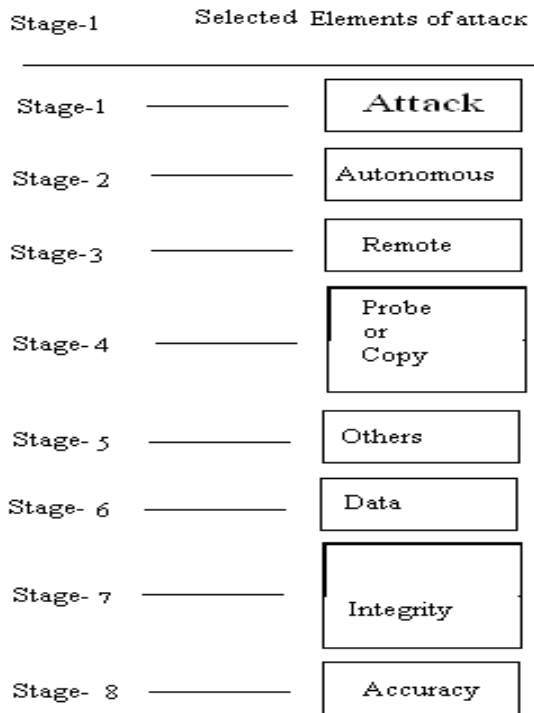 Stage-1 Selected Elements of attack
Stage-1 Attack
Stage- 2 Autonomous
Stage-3 Remote
Probe
or
Stage- 4 Copy
Stage- 5 Others
Stage- 6 Data
Stage- 7 Integrity
Stage- 8 Accuracy